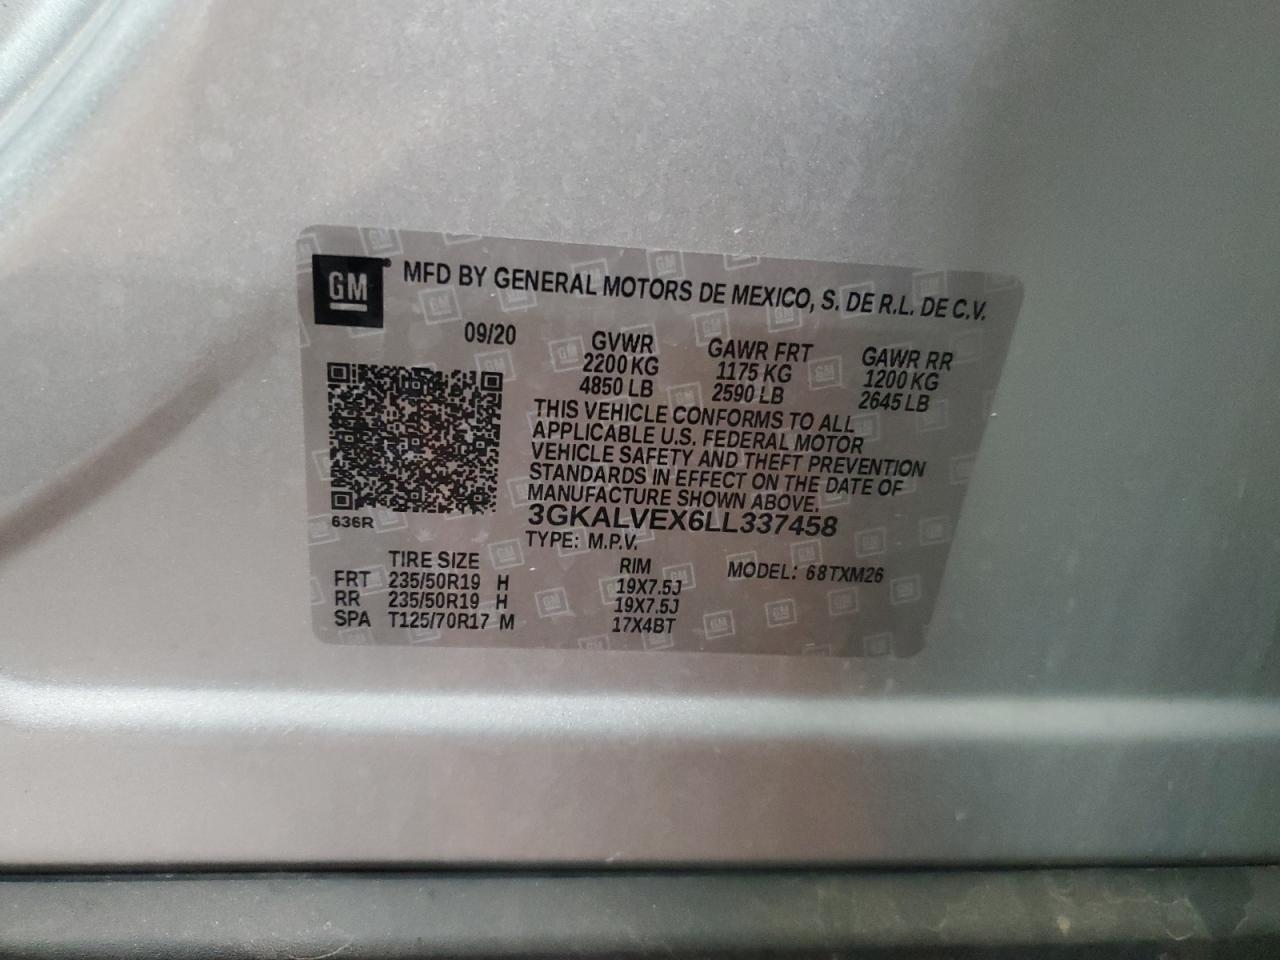 GM® MFD BY GENERAL MOTORS DE MEXICO, S. DE R.L. DE C.V.
09/20 GVWR GAWR FRT GAWR RR
2200 KG 1175 KG 1200 KG
4850 LB 2590 LB 2645 LB
THIS VEHICLE CONFORMS TO ALL
APPLICABLE U.S. FEDERAL MOTOR
VEHICLE SAFETY AND THEFT PREVENTION
STANDARDS IN EFFECT ON THE DATE OF
MANUFACTURE SHOWN ABOVE.
636R 3GKALVEX6LL337458
TYPE: M.P.V.
TIRE SIZE RIM MODEL: 68TXM26
FRT 235/50R19 H 19X7.5J
RR 235/50R19 H 19X7.5J
SPA T125/70R17 M 17X4BT